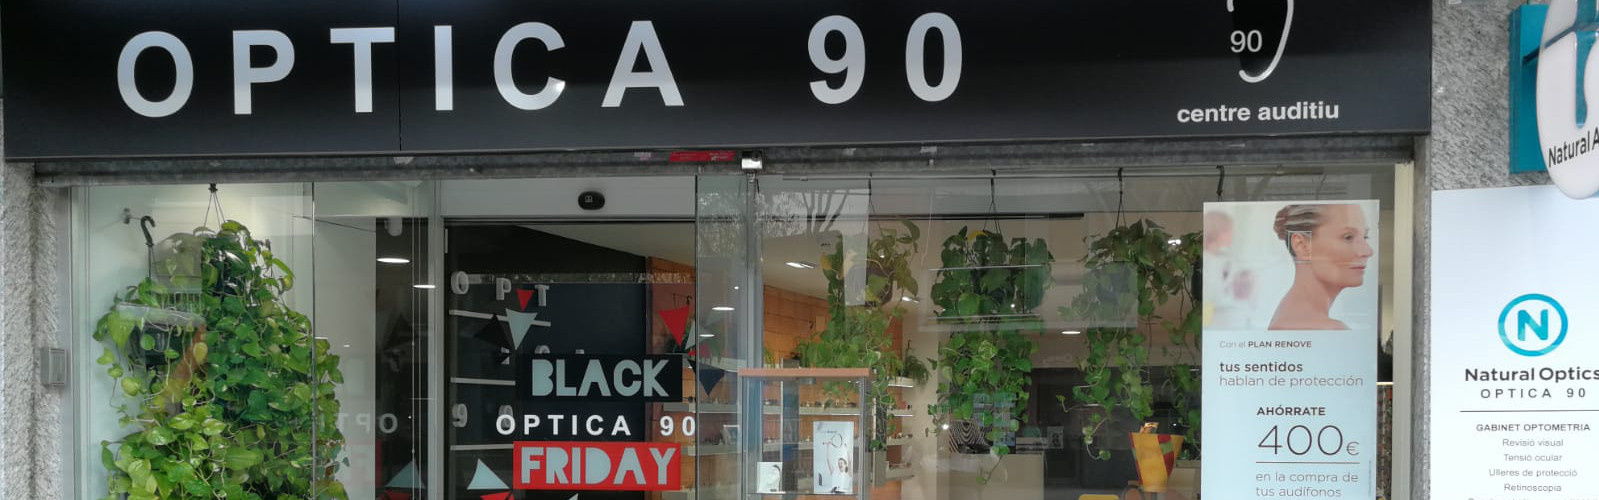 OPTICA 90
90
centre auditiu
Natural
OPT
BLACK
OPTICA 90
FRIDAY
Con el PLAN RENOVE
tus sentidos
hablan de protección
AHÓRRATE
400€
en la compra de
tus audífonos
Natural Optics
OPTICA 90
GABINET OPTOMETRIA
Revisió visual
Tensió ocular
Ulleres de protecció
Retinoscopia